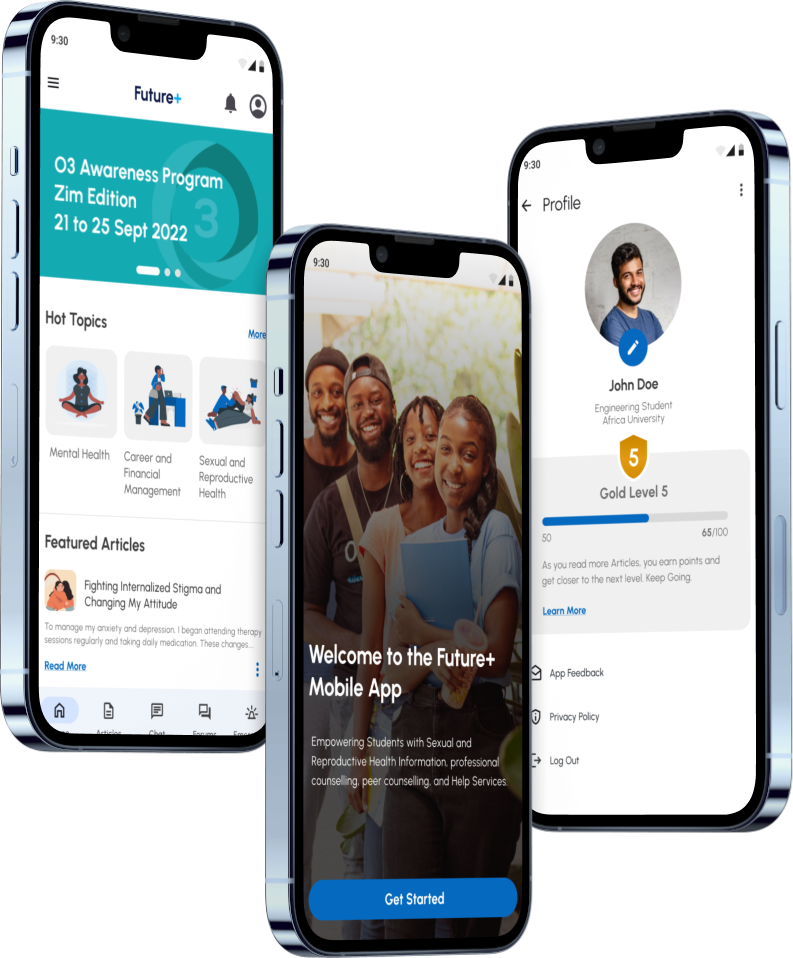 9:30
Future+
O3 Awareness Program
Zim Edition
21 to 25 Sept 2022
3
Hot Topics
More
Mental Health
Career and
Financial
Management
Sexual and
Reproductive
Health
Featured Articles
Fighting Internalized Stigma and
Changing My Attitude
To manage my anxiety and depression, I began attending therapy
sessions regularly and taking daily medication. These changes...
Read More
Articles
Chat
Forums
9:30
Welcome to the Future+
Mobile App
Empowering Students with Sexual and
Reproductive Health Information, professional
counselling, peer counselling, and Help Services.
Get Started
9:30
Profile
John Doe
Engineering Student
Africa University
5
Gold Level 5
50
65/100
As you read more Articles, you earn points and
get closer to the next level. Keep Going.
Learn More
App Feedback
Privacy Policy
Log Out